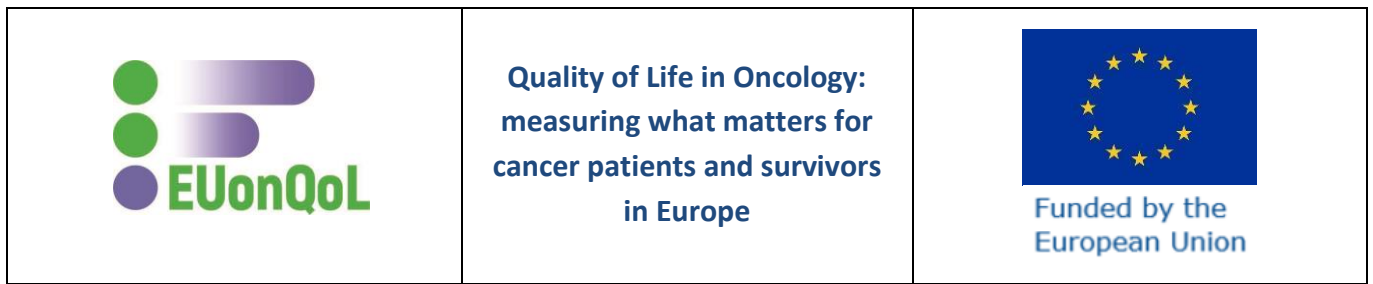 EUonQoL
Quality of Life in Oncology:
measuring what matters for
cancer patients and survivors
in Europe
Funded by the
European Union